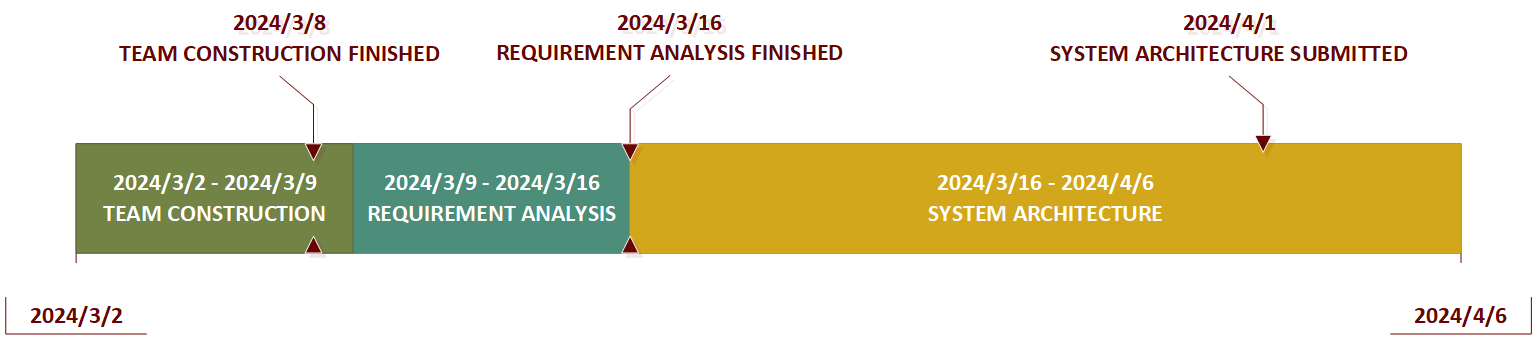 2024/3/8
TEAM CONSTRUCTION FINISHED
2024/3/16
REQUIREMENT ANALYSIS FINISHED
2024/4/1
SYSTEM ARCHITECTURE SUBMITTED
2024/3/2 - 2024/3/9
TEAM CONSTRUCTION
2024/3/9 - 2024/3/16
REQUIREMENT ANALYSIS
2024/3/16 - 2024/4/6
SYSTEM ARCHITECTURE
2024/3/2
2024/4/6